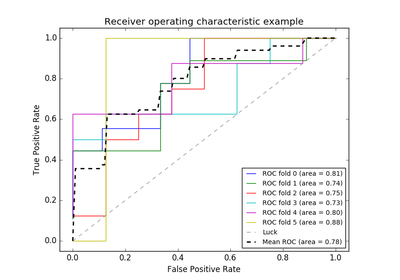 Receiver operating characteristic example
True Positive Rate
1.0
0.8
0.6
0.4
0.2
0.0
ROC fold 0 (area = 0.81)
ROC fold 1 (area = 0.74)
ROC fold 2 (area = 0.75)
ROC fold 3 (area = 0.73)
ROC fold 4 (area = 0.80)
ROC fold 5 (area = 0.88)
Luck
Mean ROC (area = 0.78)
0.0 0.2 0.4 0.6 0.8 1.0
False Positive Rate